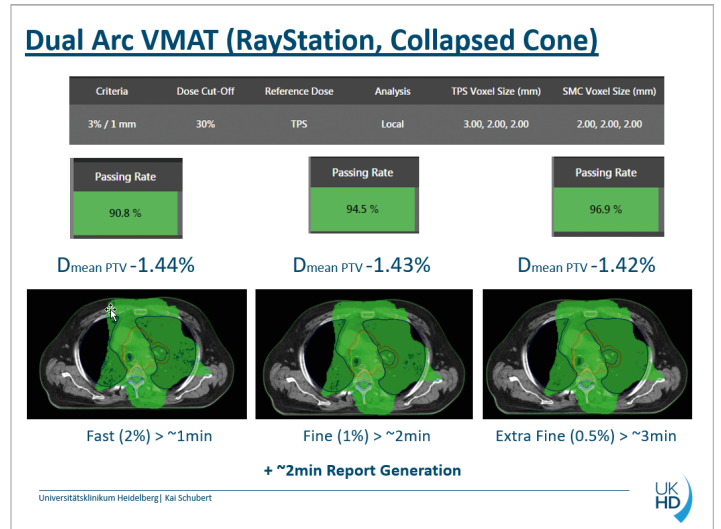 Dual Arc VMAT (RayStation, Collapsed Cone)
Criteria Dose Cut-Off Reference Dose Analysis TPS Voxel Size (mm) SMC Voxel Size (mm)
3% / 1 mm 30% TPS Local 3.00, 2.00, 2.00 2.00, 2.00, 2.00
Passing Rate Passing Rate Passing Rate
90.8 % 94.5 % 96.9 %
Dmean PTV -1.44% Dmean PTV -1.43% Dmean PTV -1.42%
Fast (2%) > ~1min Fine (1%) > ~2min Extra Fine (0.5%) > ~3min
+ ~2min Report Generation
Universitätsklinikum Heidelberg| Kai Schubert
UK
HD